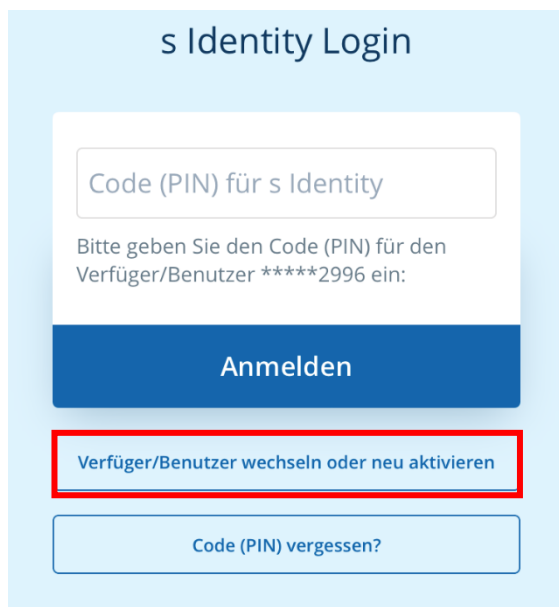 s Identity Login
Code (PIN) für s Identity
Bitte geben Sie den Code (PIN) für den
Verfüger/Benutzer *****2996 ein:
Anmelden
Verfüger/Benutzer wechseln oder neu aktivieren
Code (PIN) vergessen?